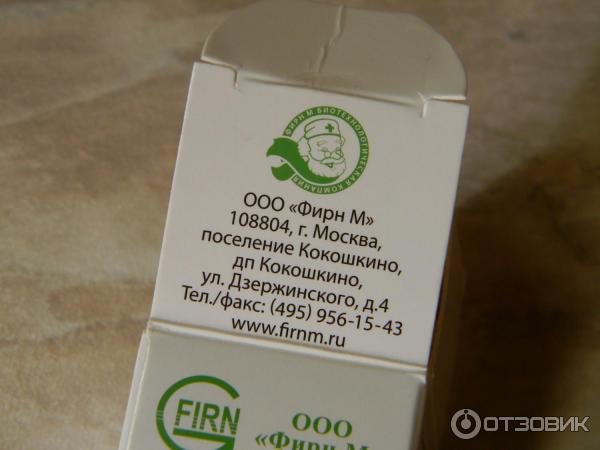 ФИРН М БИОТЕХНОЛОГИЧЕСКАЯ КОМПАНИЯ
ООО «Фирн М»
108804, г. Москва,
поселение Кокошкино,
дп Кокошкино,
ул. Дзержинского, д.4
Тел./факс: (495) 956-15-43
www.firnm.ru
FIRN
ООО
«Фирн М
ОТЗОВИК